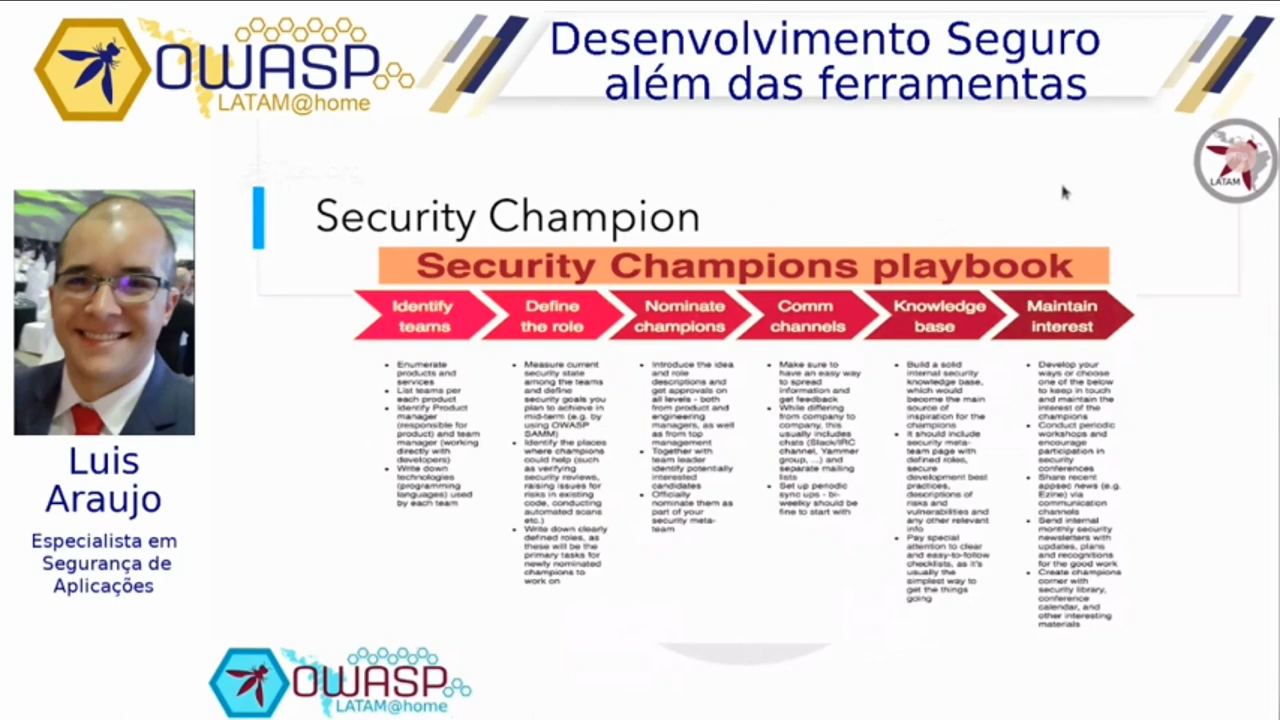 OWASP
LATAM@home
Desenvolvimento Seguro
além das ferramentas
LATAM
Luis
Araujo
Especialista em
Segurança de
Aplicações
Security Champion
Security Champions playbook
Identify
teams
Define
the role
Nominate
champions
Comm
channels
Knowledge
base
Maintain
interest
• Enumerate
products and
services
• List teams per
each product
• Identify Product
manager
(responsible for
product) and team
manager (working
directly with
developers)
• Write down
technologies
(programming
languages) used
by each team
• Measure current
security state
among the teams
and define
security goals you
plan to achieve in
mid-term (e.g. by
using OWASP
SAMM)
• Identify the places
where champions
could help (such
as verifying
security reviews,
raising issues for
risks in existing
code, conducting
automated scans
etc.)
• Write down clearly
defined roles, as
these will be the
primary tasks for
newly nominated
champions to
work on
• Introduce the idea
and role
descriptions and
get approvals on
all levels - both
from product and
engineering
managers, as well
as from top
management
• Together with
team leader
identify potentially
interested
candidates
• Officially
nominate them as
part of your
security meta-
team
• Make sure to
have an easy way
to spread
information and
get feedback
• While differing
from company to
company, this
usually includes
chats (Slack/IRC
channel, Yammer
group, ...) and
separate mailing
lists
• Set up periodic
sync ups - bi-
weekly should be
fine to start with
• Build a solid
internal security
knowledge base,
which would
become the main
source of
inspiration for the
champions
• It should include
security meta-
team page with
defined roles,
secure
development best
practices,
descriptions of
risks and
vulnerabilities and
any other relevant
info
• Pay special
attention to clear
and easy-to-follow
checklists, as it's
usually the
simplest way to
get the things
going
• Develop your
ways or choose
one of the below
to keep in touch
and maintain the
interest of the
champions
• Conduct periodic
workshops and
encourage
participation in
security
conferences
• Share recent
appsec news (e.g.
Ezine) via
communication
channels
• Send internal
monthly security
newsletters with
updates, plans
and recognitions
for the good work
• Create champions
corner with
security library,
conference
calendar, and
other interesting
materials
OWASP
LATAM@home